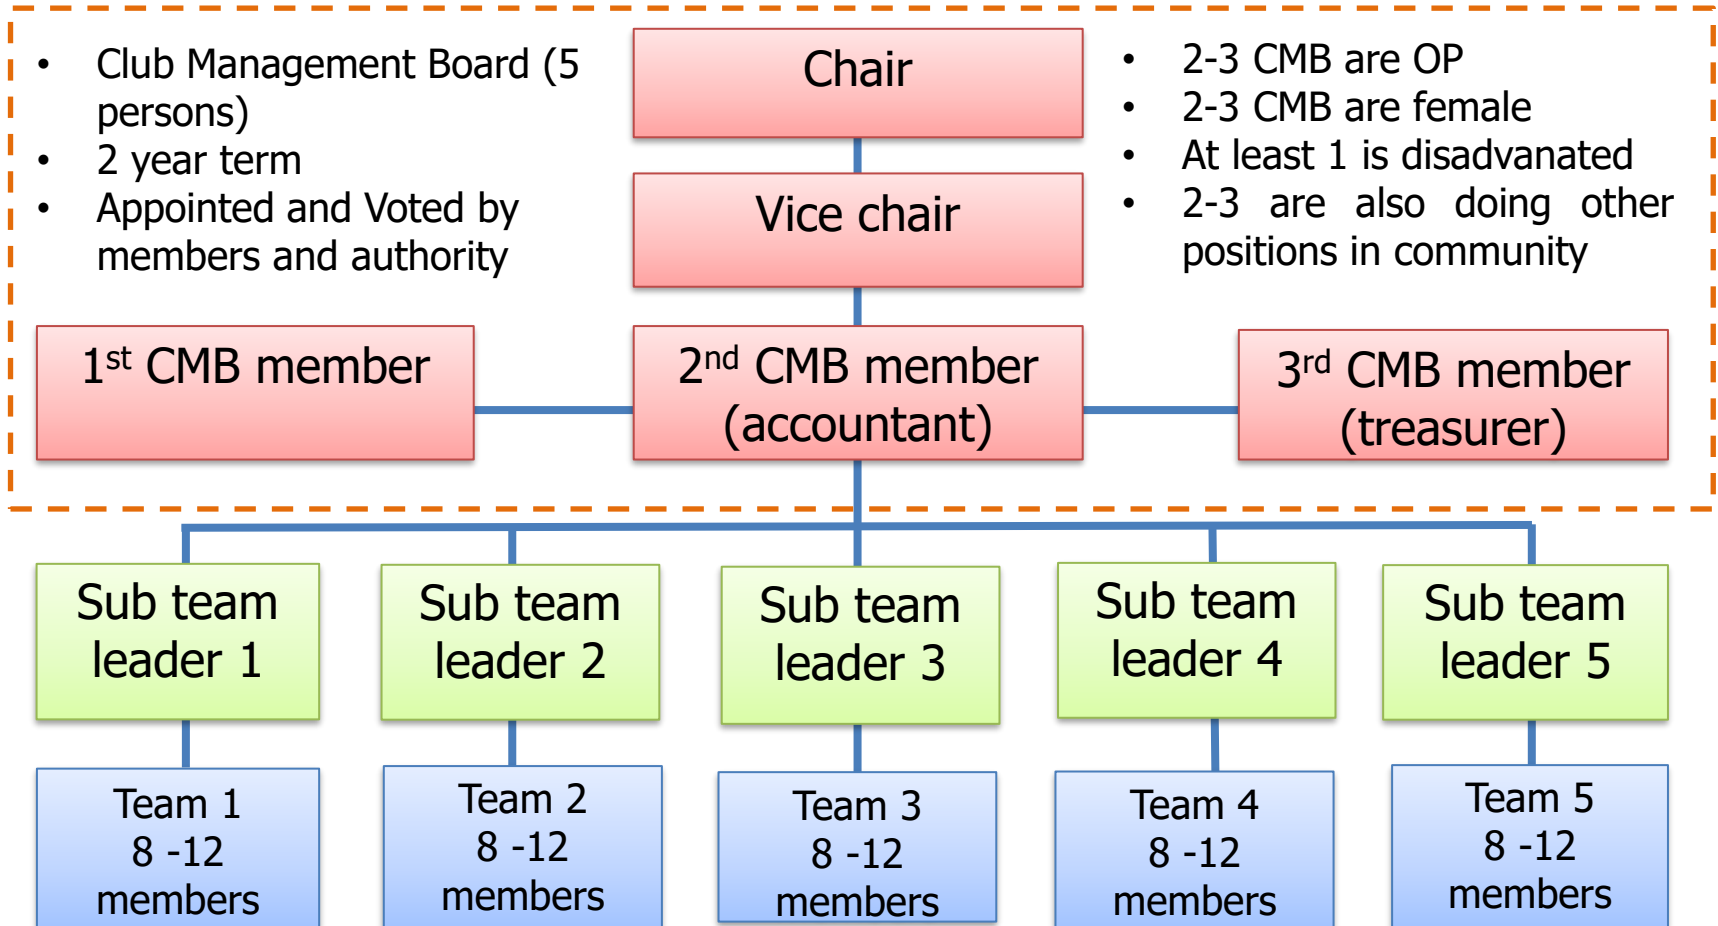 • Club Management Board (5
persons)
• 2 year term
• Appointed and Voted by
members and authority
Chair
Vice chair
• 2-3 CMB are OP
• 2-3 CMB are female
• At least 1 is disadvanated
• 2-3 are also doing other
positions in community
1st CMB member
2nd CMB member
(accountant)
3rd CMB member
(treasurer)
Sub team
leader 1
Sub team
leader 2
Sub team
leader 3
Sub team
leader 4
Sub team
leader 5
Team 1
8 -12
members
Team 2
8 -12
members
Team 3
8 -12
members
Team 4
8 -12
members
Team 5
8 -12
members